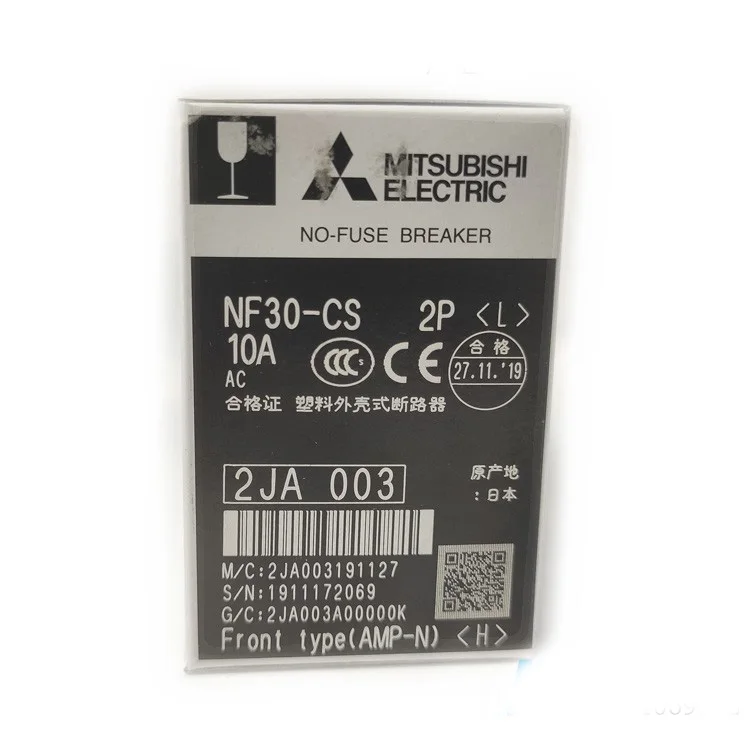 MITSUBISHI
ELECTRIC
NO-FUSE BREAKER
NF30-CS 2P <L>
10A CCC S CE 合格
AC 27.11.'19
合格证 塑料外壳式断路器
2JA 003
原产地
:日本
M/C:2JA003191127
S/N:1911172069
G/C:2JA003A00000K
Front type(AMP-N) <H>